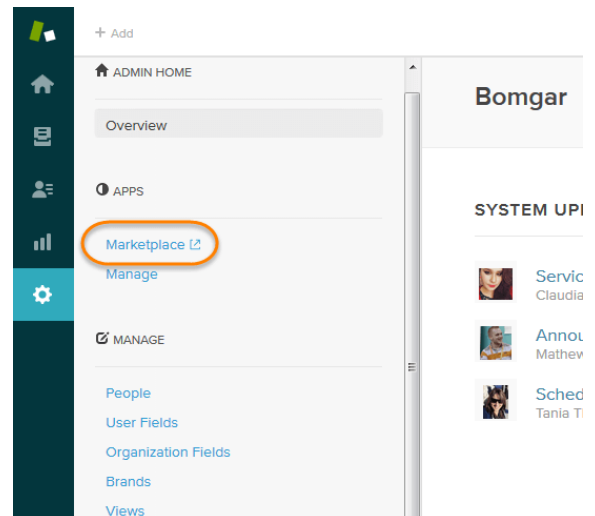 + Add
ADMIN HOME
Overview
APPS
Marketplace
Manage
MANAGE
People
User Fields
Organization Fields
Brands
Views
Bomgar
SYSTEM UP
Servic
Claudia
Annou
Mathew
Sched
Tania T